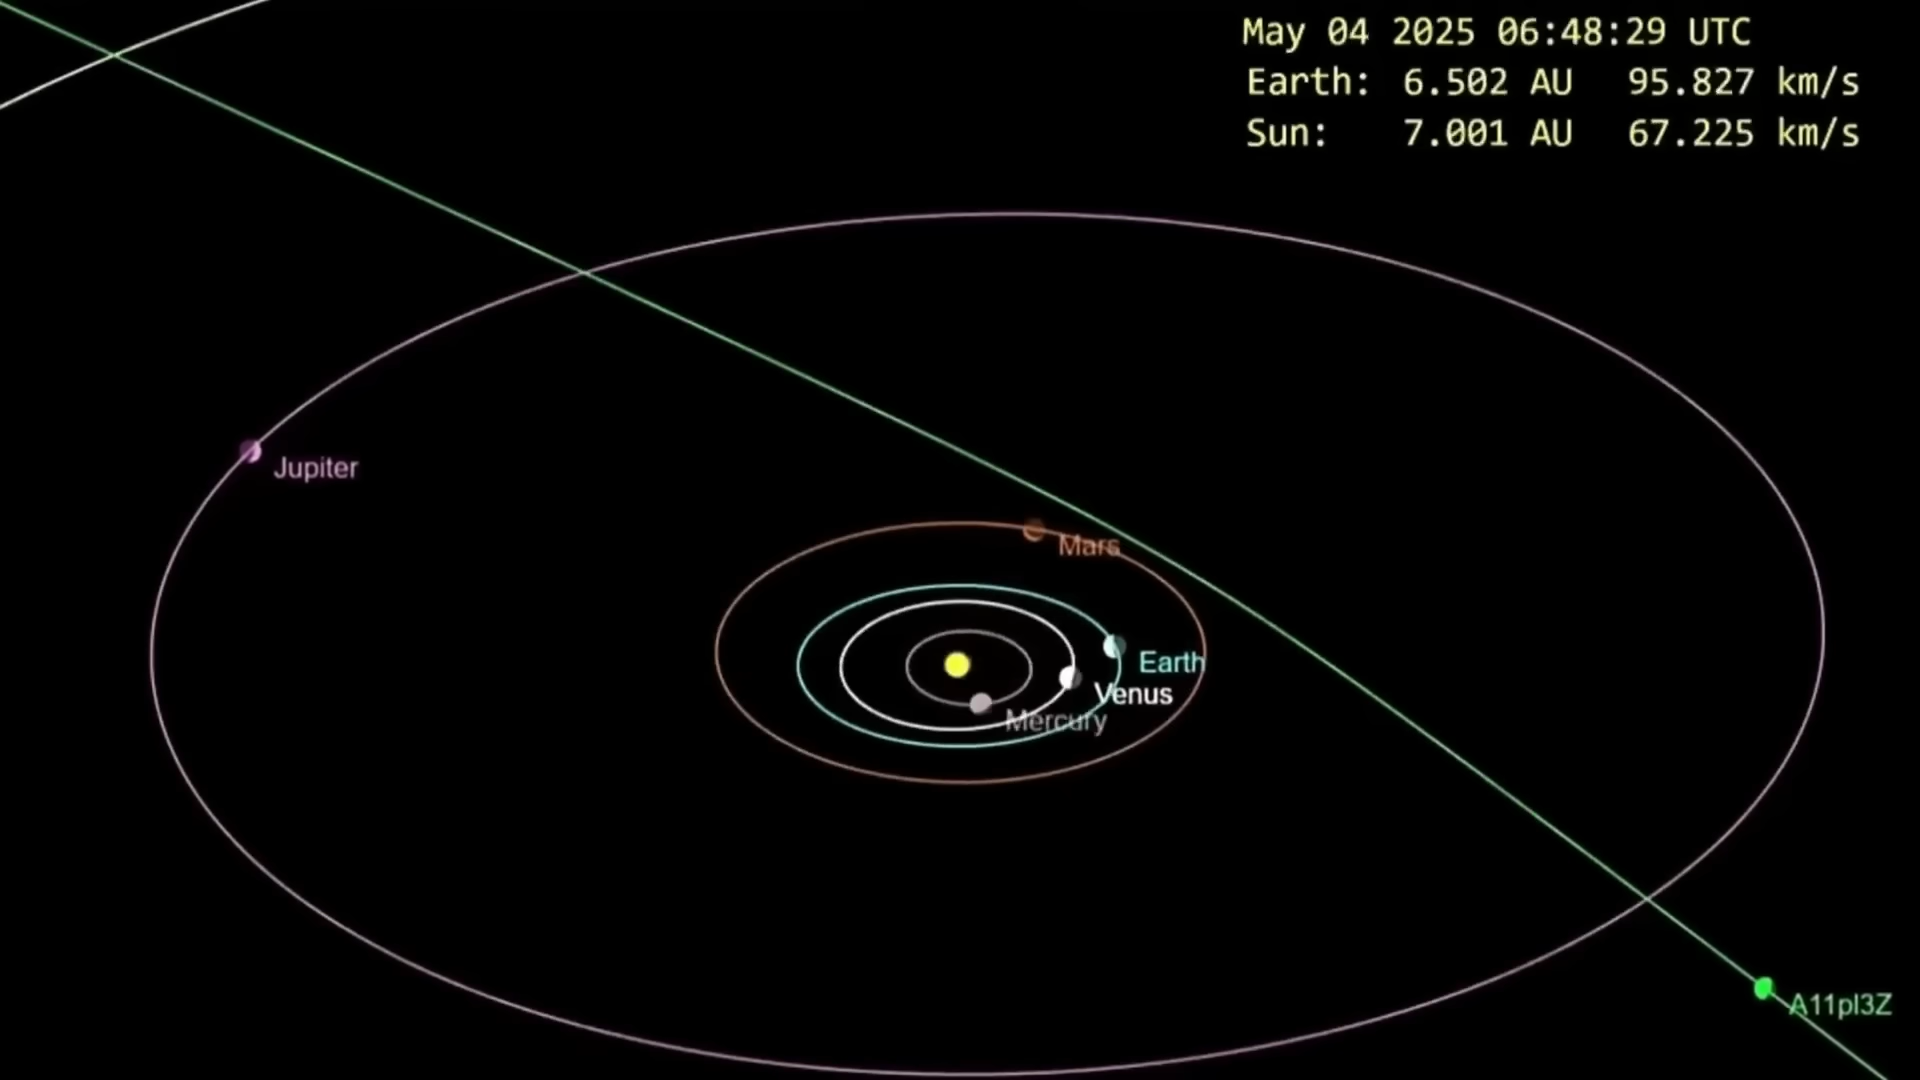 May 04 2025 06:48:29 UTC
Earth: 6.502 AU 95.827 km/s
Sun: 7.001 AU 67.225 km/s
Jupiter
Mars
Earth
Venus
Mercury
A11pl3Z